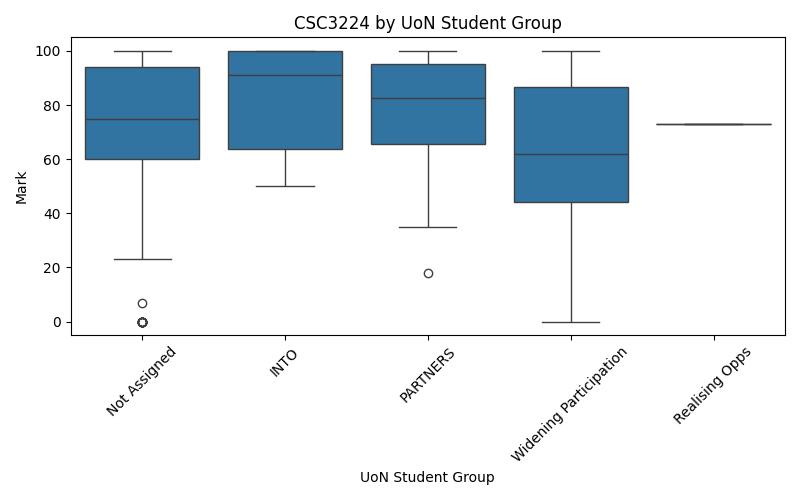 CSC3224 by UoN Student Group
Mark
100
80
60
40
20
0
Not Assigned
INTO
PARTNERS
Widening Participation
Realising Opps
UoN Student Group